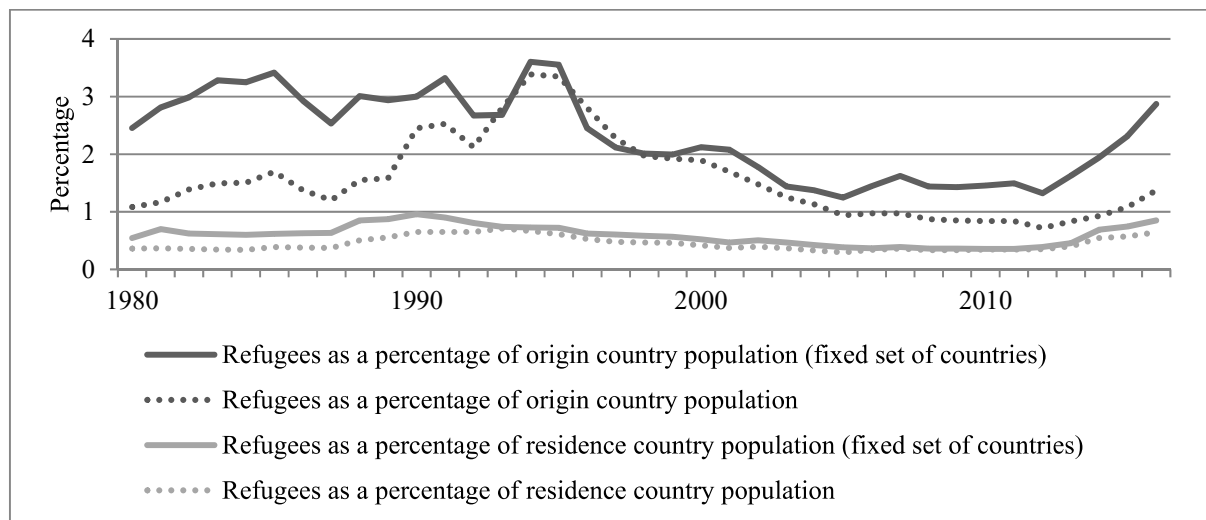 4
3
2
1
0
Percentage
1980
1990
2000
2010
Refugees as a percentage of origin country population (fixed set of countries)
Refugees as a percentage of origin country population
Refugees as a percentage of residence country population (fixed set of countries)
Refugees as a percentage of residence country population